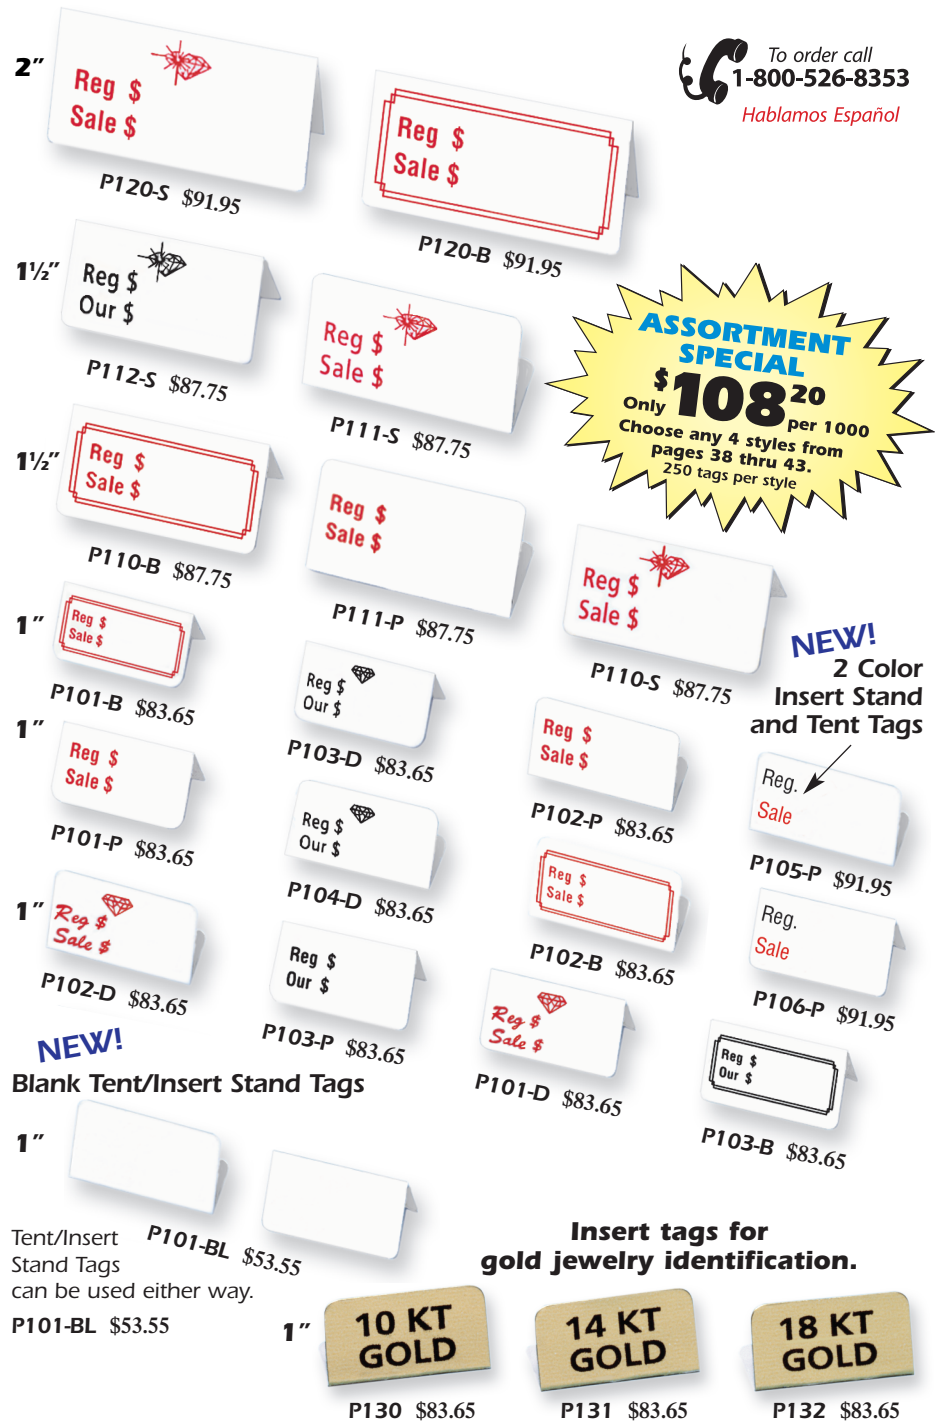 To order call
1-800-526-8353
Hablamos Español
2”
Reg $
Sale $
P120-S $91.95
Reg $
Sale $
P120-B $91.95
1½”
Reg $
Our $
P112-S $87.75
Reg $
Sale $
P111-S $87.75
ASSORTMENT
SPECIAL
Only $108 20 per 1000
Choose any 4 styles from
pages 38 thru 43.
250 tags per style
1½”
Reg $
Sale $
P110-B $87.75
Reg $
Sale $
P111-P $87.75
Reg $
Sale $
P110-S $87.75
1”
Reg $
Sale $
P101-B $83.65
Reg $
Our $
P103-D $83.65
NEW!
2 Color
Insert Stand
and Tent Tags
1”
Reg $
Sale $
P101-P $83.65
Reg $
Our $
P104-D $83.65
Reg $
Sale $
P102-P $83.65
Reg.
Sale
P105-P $91.95
1”
Reg $
Sale $
P102-D $83.65
Reg $
Our $
P103-P $83.65
Reg $
Sale $
P102-B $83.65
Reg.
Sale
P106-P $91.95
Reg $
Sale $
P101-D $83.65
Reg $
Our $
P103-B $83.65
NEW!
Blank Tent/Insert Stand Tags
1”
P101-BL $53.55
Tent/Insert
Stand Tags
can be used either way.
P101-BL $53.55
Insert tags for
gold jewelry identification.
1”
10 KT
GOLD
P130 $83.65
14 KT
GOLD
P131 $83.65
18 KT
GOLD
P132 $83.65